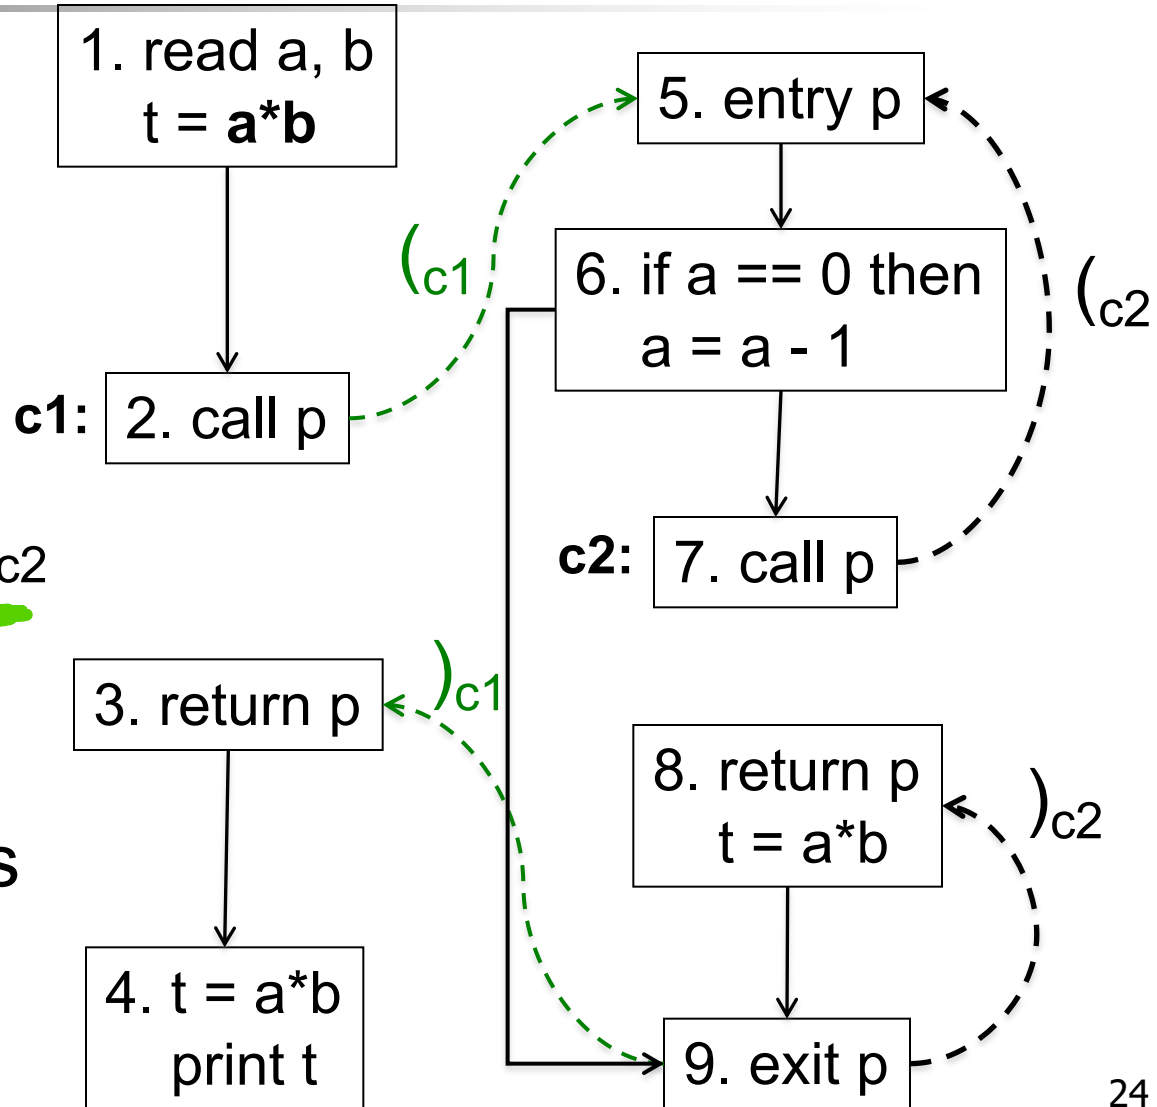 1. read a, b
t = a*b
5. entry p
(c1
6. if a == 0 then
a = a - 1
(c2
c1: 2. call p
c2
c2: 7. call p
3. return p
)c1
8. return p
t = a*b
)c2
s
4. t = a*b
print t
9. exit p
24